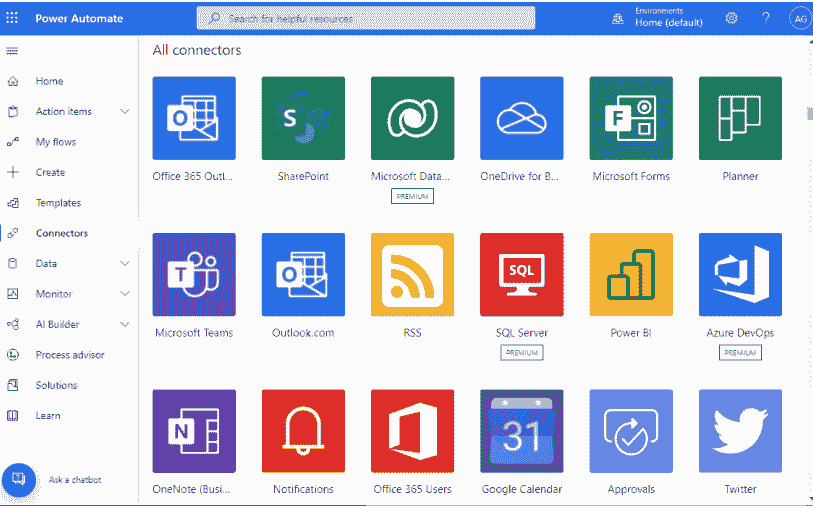 Power Automate
Search for helpful resources
Environments
Home (default)
?
AG
Home
Action items
My flows
Create
Templates
Connectors
Data
Monitor
AI Builder
Process advisor
Solutions
Learn
Ask a chatbot
All connectors
O
S
F
Office 365 Outl...
SharePoint
Microsoft Data...
OneDrive for B...
Microsoft Forms
Planner
PREMIUM
T
O
SQL
Microsoft Teams
Outlook.com
RSS
SQL Server
Power BI
Azure DevOps
PREMIUM
PREMIUM
N
31
OneNote (Busi...
Notifications
Office 365 Users
Google Calendar
Approvals
Twitter